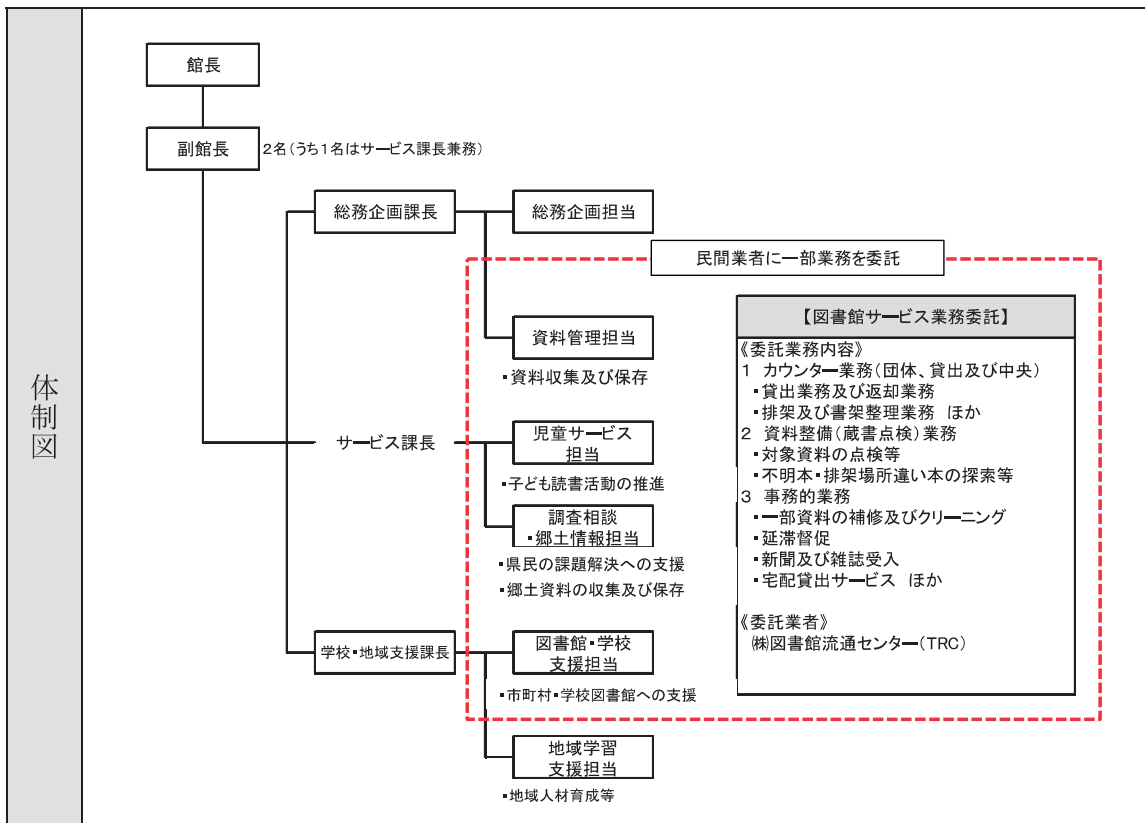 体制図
館長
副館長
2名(うち1名はサービス課長兼務)
総務企画課長
総務企画担当
民間業者に一部業務を委託
資料管理担当
▪資料収集及び保存
サービス課長
児童サービス
担当
▪子ども読書活動の推進
調査相談
▪郷土情報担当
▪県民の課題解決への支援
▪郷土資料の収集及び保存
学校▪地域支援課長
図書館▪学校
支援担当
▪市町村▪学校図書館への支援
地域学習
支援担当
▪地域人材育成等
【図書館サービス業務委託】
《委託業務内容》
1 カウンター業務(団体、貸出及び中央)
▪貸出業務及び返却業務
▪排架及び書架整理業務 ほか
2 資料整備(蔵書点検)業務
▪対象資料の点検等
▪不明本▪排架場所違い本の探索等
3 事務的業務
▪一部資料の補修及びクリーニング
▪延滞督促
▪新聞及び雑誌受入
▪宅配貸出サービス ほか
《委託業者》
㈱図書館流通センター(TRC)